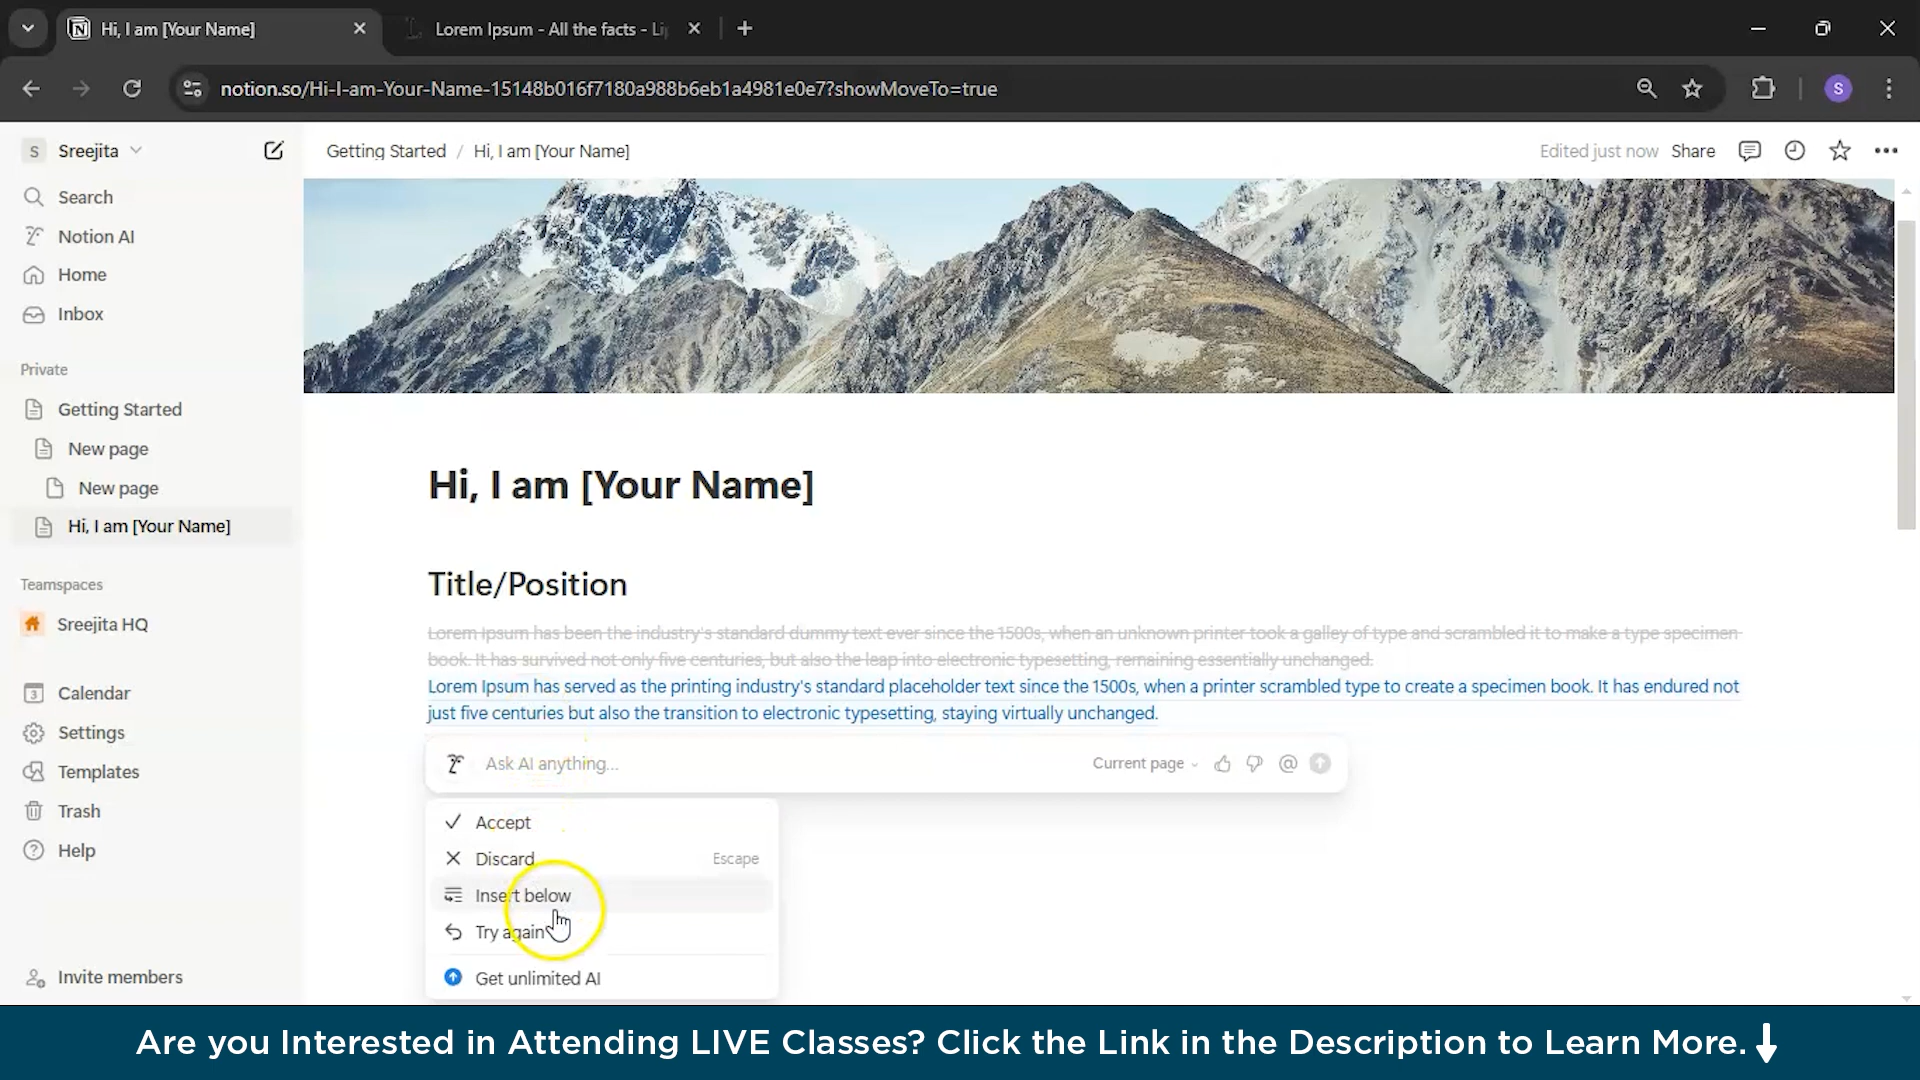 Hi, I am [Your Name]
Lorem Ipsum - All the facts - Li
notion.so/Hi-I-am-Your-Name-15148b016f7180a988b6eb1a4981e0e7?showMoveTo=true
S
S Sreejita
Getting Started / Hi, I am [Your Name]
Edited just now Share
Search
Notion AI
Home
Inbox
Private
Getting Started
New page
New page
Hi, I am [Your Name]
Teamspaces
Sreejita HQ
3 Calendar
Settings
Templates
Trash
Help
Invite members
Hi, I am [Your Name]
Title/Position
Lorem Ipsum has been the industry's standard dummy text ever since the 1500s, when an unknown printer took a galley of type and scrambled it to make a type specimen
book. It has survived not only five centuries, but also the leap into electronic typesetting, remaining essentially unchanged.
Lorem Ipsum has served as the printing industry's standard placeholder text since the 1500s, when a printer scrambled type to create a specimen book. It has endured not
just five centuries but also the transition to electronic typesetting, staying virtually unchanged.
Ask AI anything...
Current page
Accept
Discard Escape
Insert below
Try again
Get unlimited AI
Are you Interested in Attending LIVE Classes? Click the Link in the Description to Learn More.